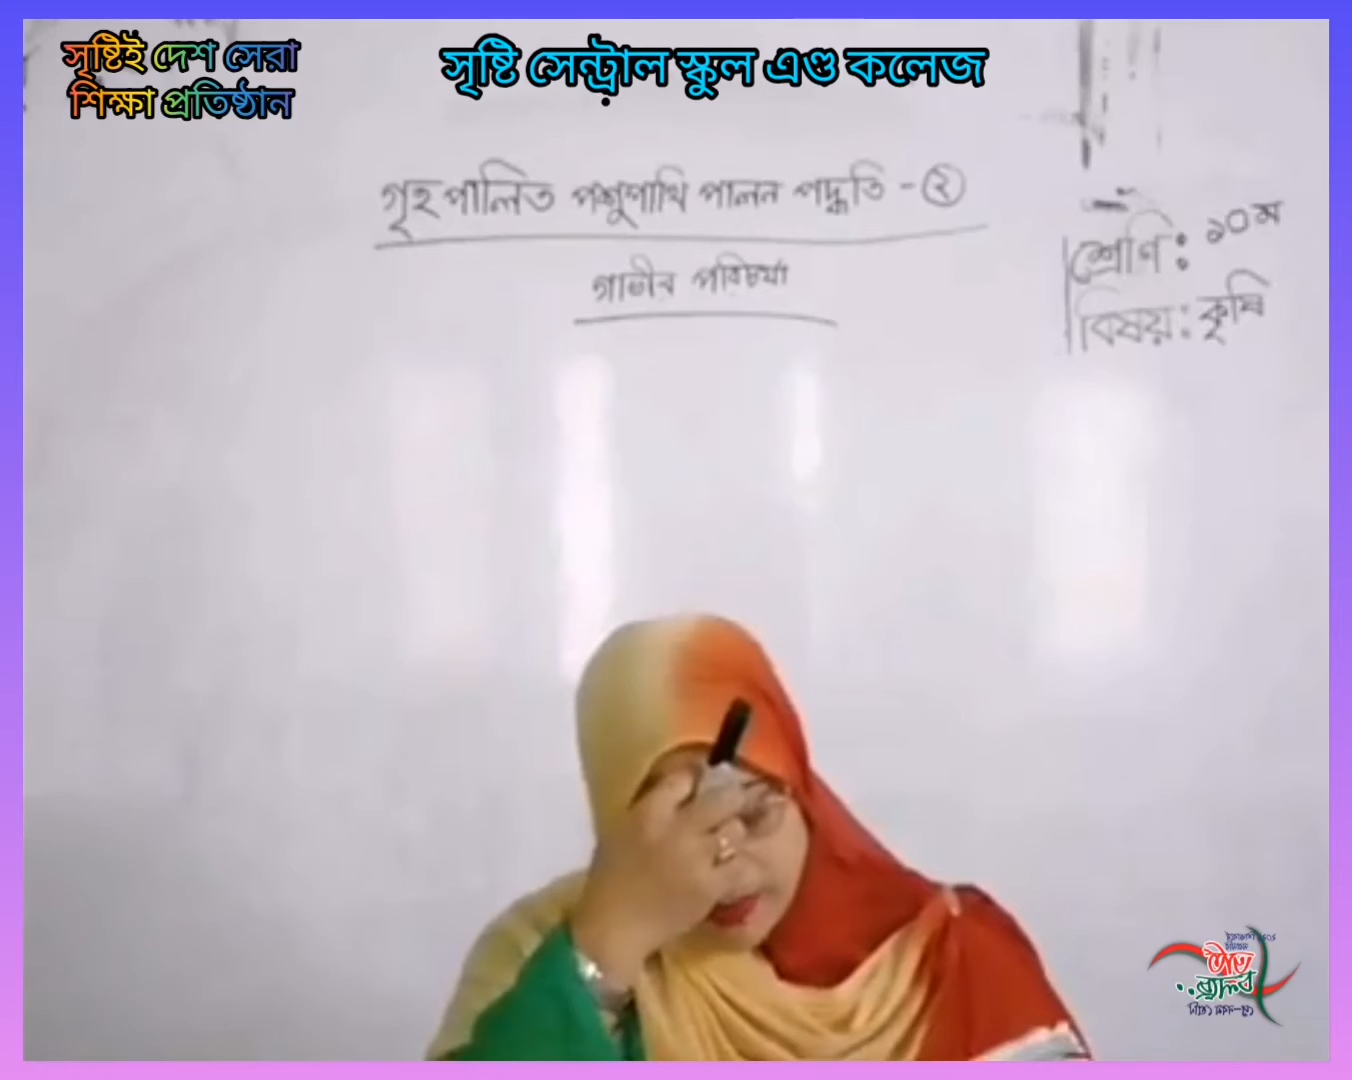 সৃষ্টিই দেশ সেরা
শিক্ষা প্রতিষ্ঠান
সৃষ্টি সেন্ট্রাল স্কুল এণ্ড কলেজ
গৃহপালিত পশুপাখি পালন পদ্ধতি - ২
গাভীর পরিচর্যা
শ্রেণি : ১০ম
বিষয় : কৃষি